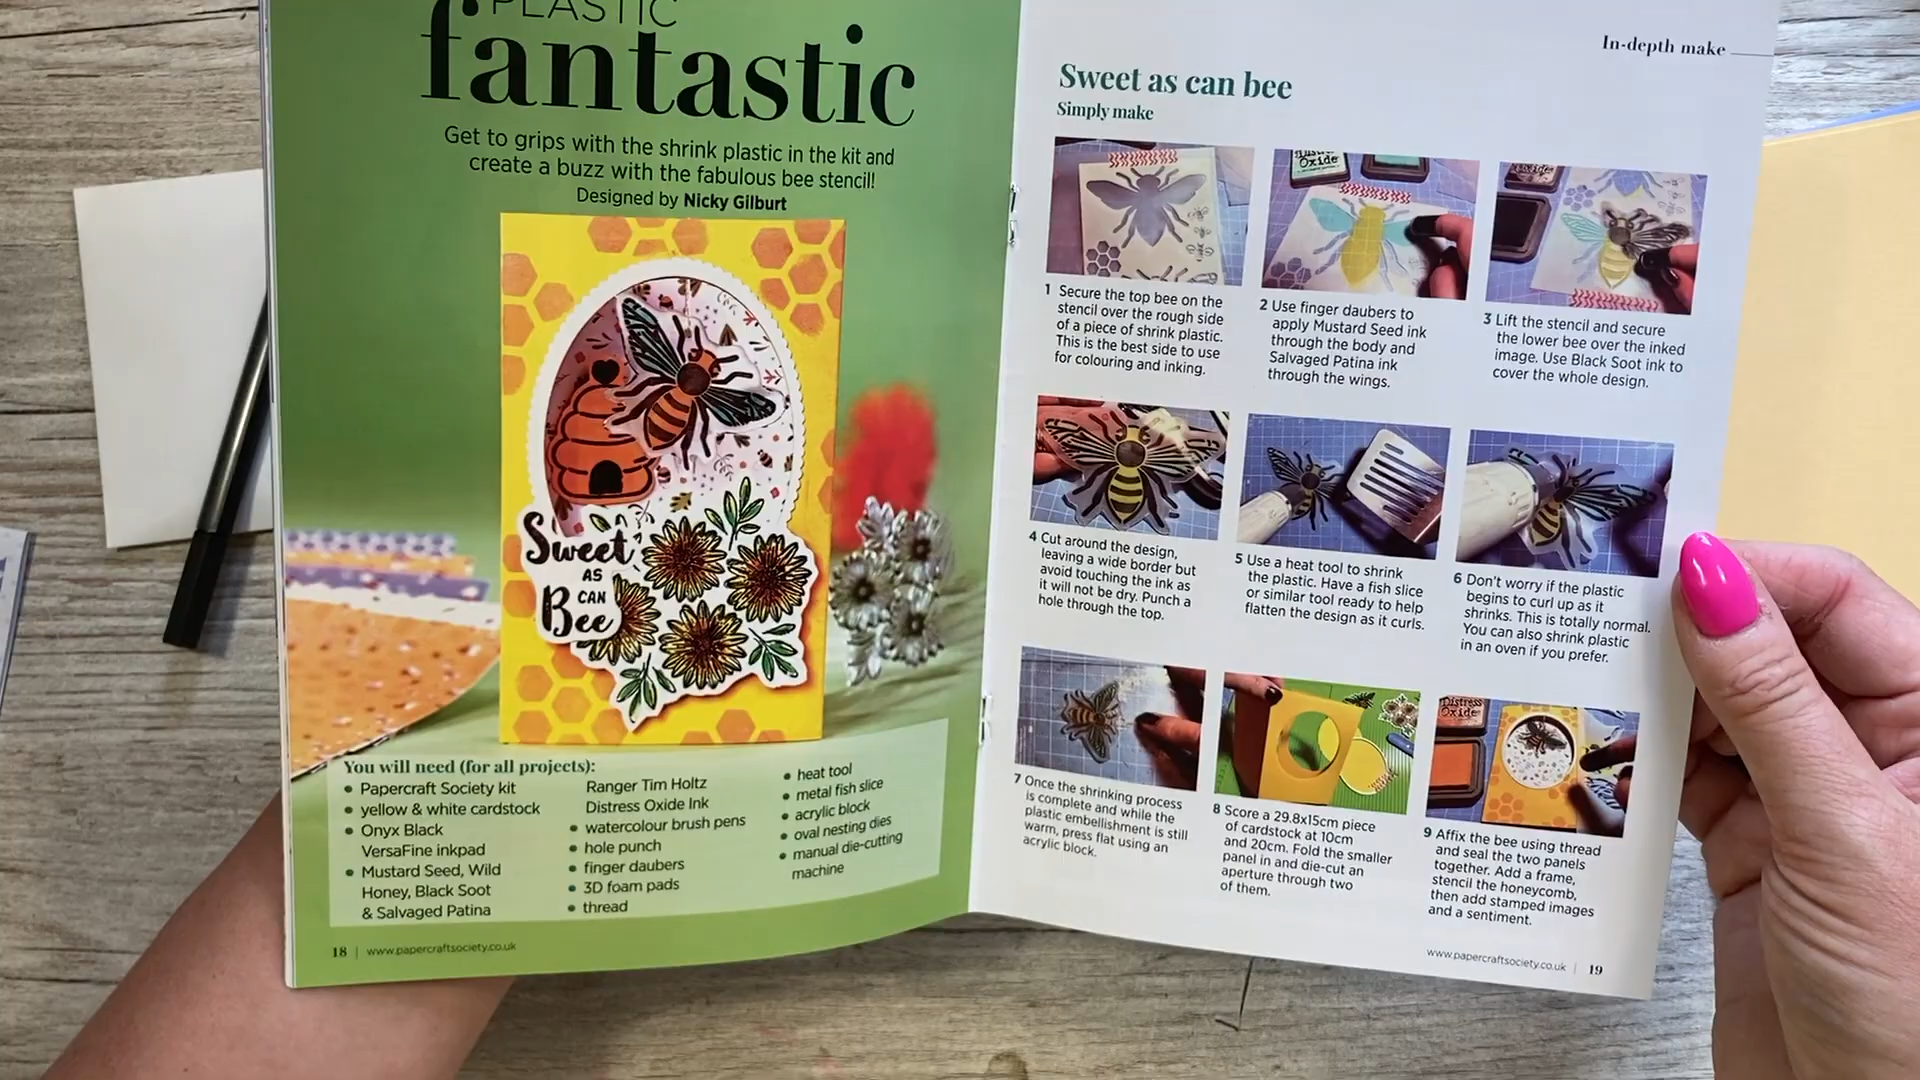 PLASTIC
fantastic
Get to grips with the shrink plastic in the kit and
create a buzz with the fabulous bee stencil!
Designed by Nicky Gilburt
Sweet
AS
CAN
Bee
You will need (for all projects):
• Papercraft Society kit
• yellow & white cardstock
• Onyx Black
VersaFine inkpad
• Mustard Seed, Wild
Honey, Black Soot
& Salvaged Patina
Ranger Tim Holtz
Distress Oxide Ink
• watercolour brush pens
• hole punch
• finger daubers
• 3D foam pads
• thread
• heat tool
• metal fish slice
• acrylic block
• oval nesting dies
• manual die-cutting
machine
18 | www.papercraftsociety.co.uk
In-depth make
Sweet as can bee
Simply make
Oxide
1 Secure the top bee on the
stencil over the rough side
of a piece of shrink plastic.
This is the best side to use
for colouring and inking.
2 Use finger daubers to
apply Mustard Seed ink
through the body and
Salvaged Patina ink
through the wings.
3 Lift the stencil and secure
the lower bee over the inked
image. Use Black Soot ink to
cover the whole design.
4 Cut around the design,
leaving a wide border but
avoid touching the ink as
it will not be dry. Punch a
hole through the top.
5 Use a heat tool to shrink
the plastic. Have a fish slice
or similar tool ready to help
flatten the design as it curls.
6 Don't worry if the plastic
begins to curl up as it
shrinks. This is totally normal.
You can also shrink plastic
in an oven if you prefer.
Distress
Oxide
7 Once the shrinking process
is complete and while the
plastic embellishment is still
warm, press flat using an
acrylic block.
8 Score a 29.8x15cm piece
of cardstock at 10cm
and 20cm. Fold the smaller
panel in and die-cut an
aperture through two
of them.
9 Affix the bee using thread
and seal the two panels
together. Add a frame,
stencil the honeycomb,
then add stamped images
and a sentiment.
www.papercraftsociety.co.uk | 19